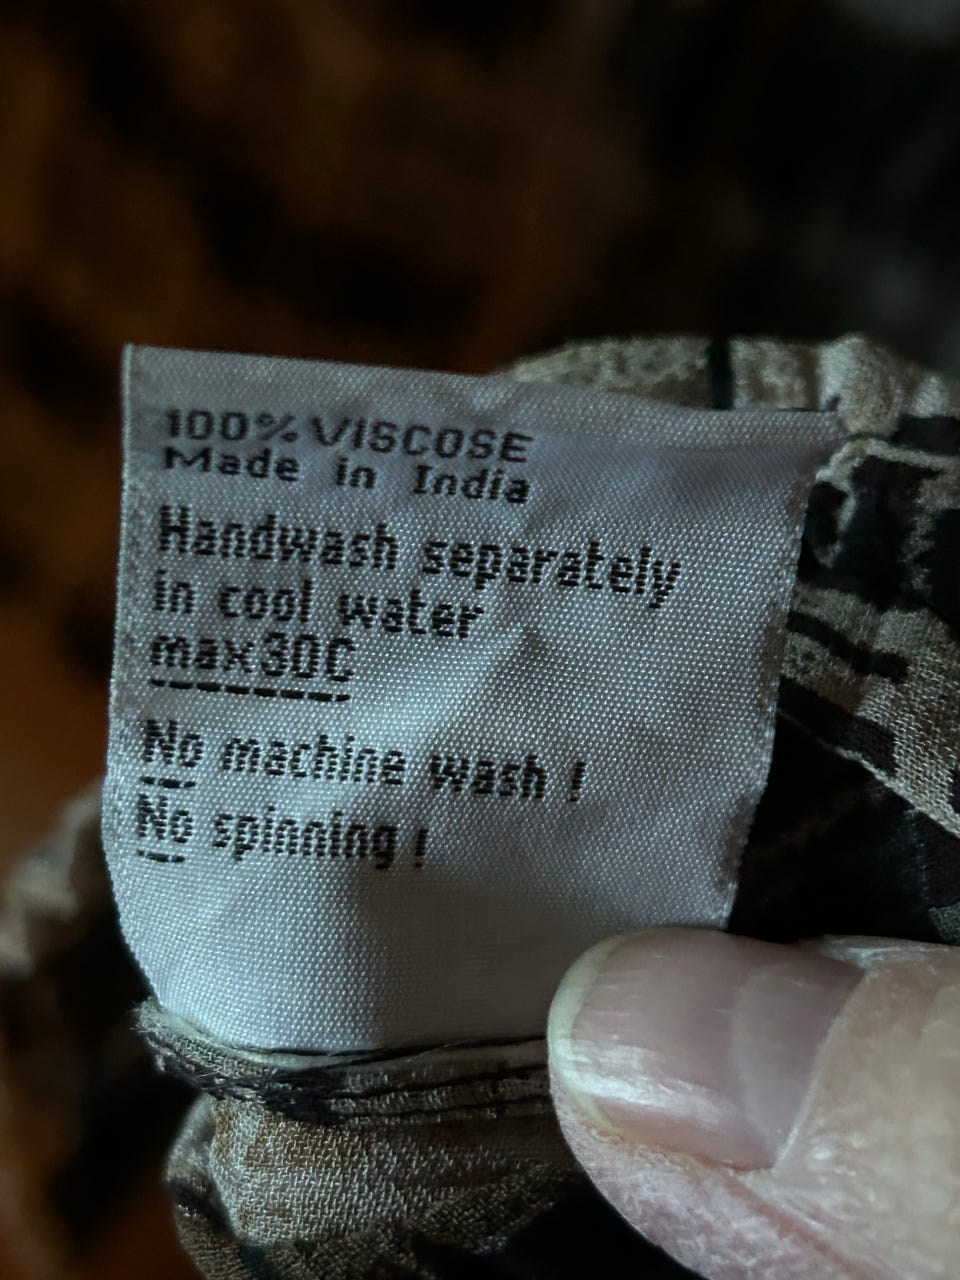 100% VISCOSE
Made in India
Handwash separately
in cool water
max30C
No machine wash !
No spinning !